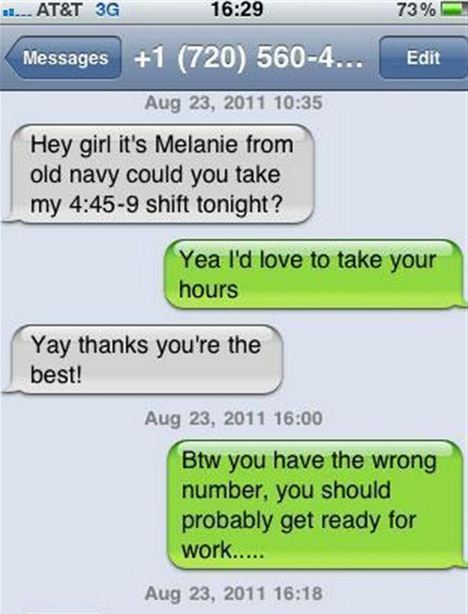 AT&T 3G 16:29 73%
Messages +1 (720) 560-4... Edit
Aug 23, 2011 10:35
Hey girl it's Melanie from
old navy could you take
my 4:45-9 shift tonight?
Yea I'd love to take your
hours
Yay thanks you're the
best!
Aug 23, 2011 16:00
Btw you have the wrong
number, you should
probably get ready for
work.....
Aug 23, 2011 16:18